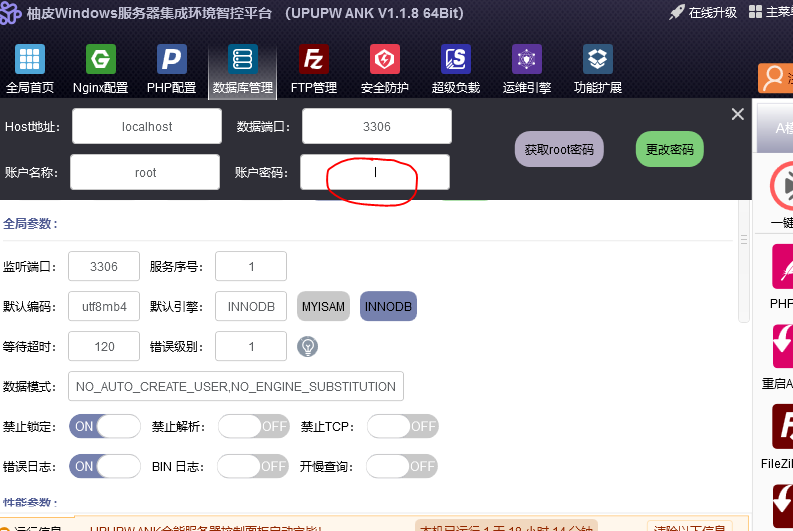 柚皮Windows服务器集成环境智控平台 （UPUPW ANK V1.1.8 64Bit）
在线升级 主菜单
全局首页 Nginx配置 PHP配置 数据库管理 FTP管理 安全防护 超级负载 运维引擎 功能扩展
Host地址： localhost 数据端口： 3306
获取root密码 更改密码
账户名称： root 账户密码：
全局参数：
监听端口： 3306 服务序号： 1
默认编码： utf8mb4 默认引擎： INNODB MYISAM INNODB
等待超时： 120 错误级别： 1
数据模式： NO_AUTO_CREATE_USER,NO_ENGINE_SUBSTITUTION
禁止锁定： ON 禁止解析： OFF 禁止TCP： OFF
错误日志： ON BIN 日志： OFF 开慢查询： OFF
性能参数：
运行信息 UPUPW ANK全能服务器控制面板启动完毕! 本机已运行 1 天 18 小时 14 分钟 清除以下信息
一键
PHP
重启A
FileZil